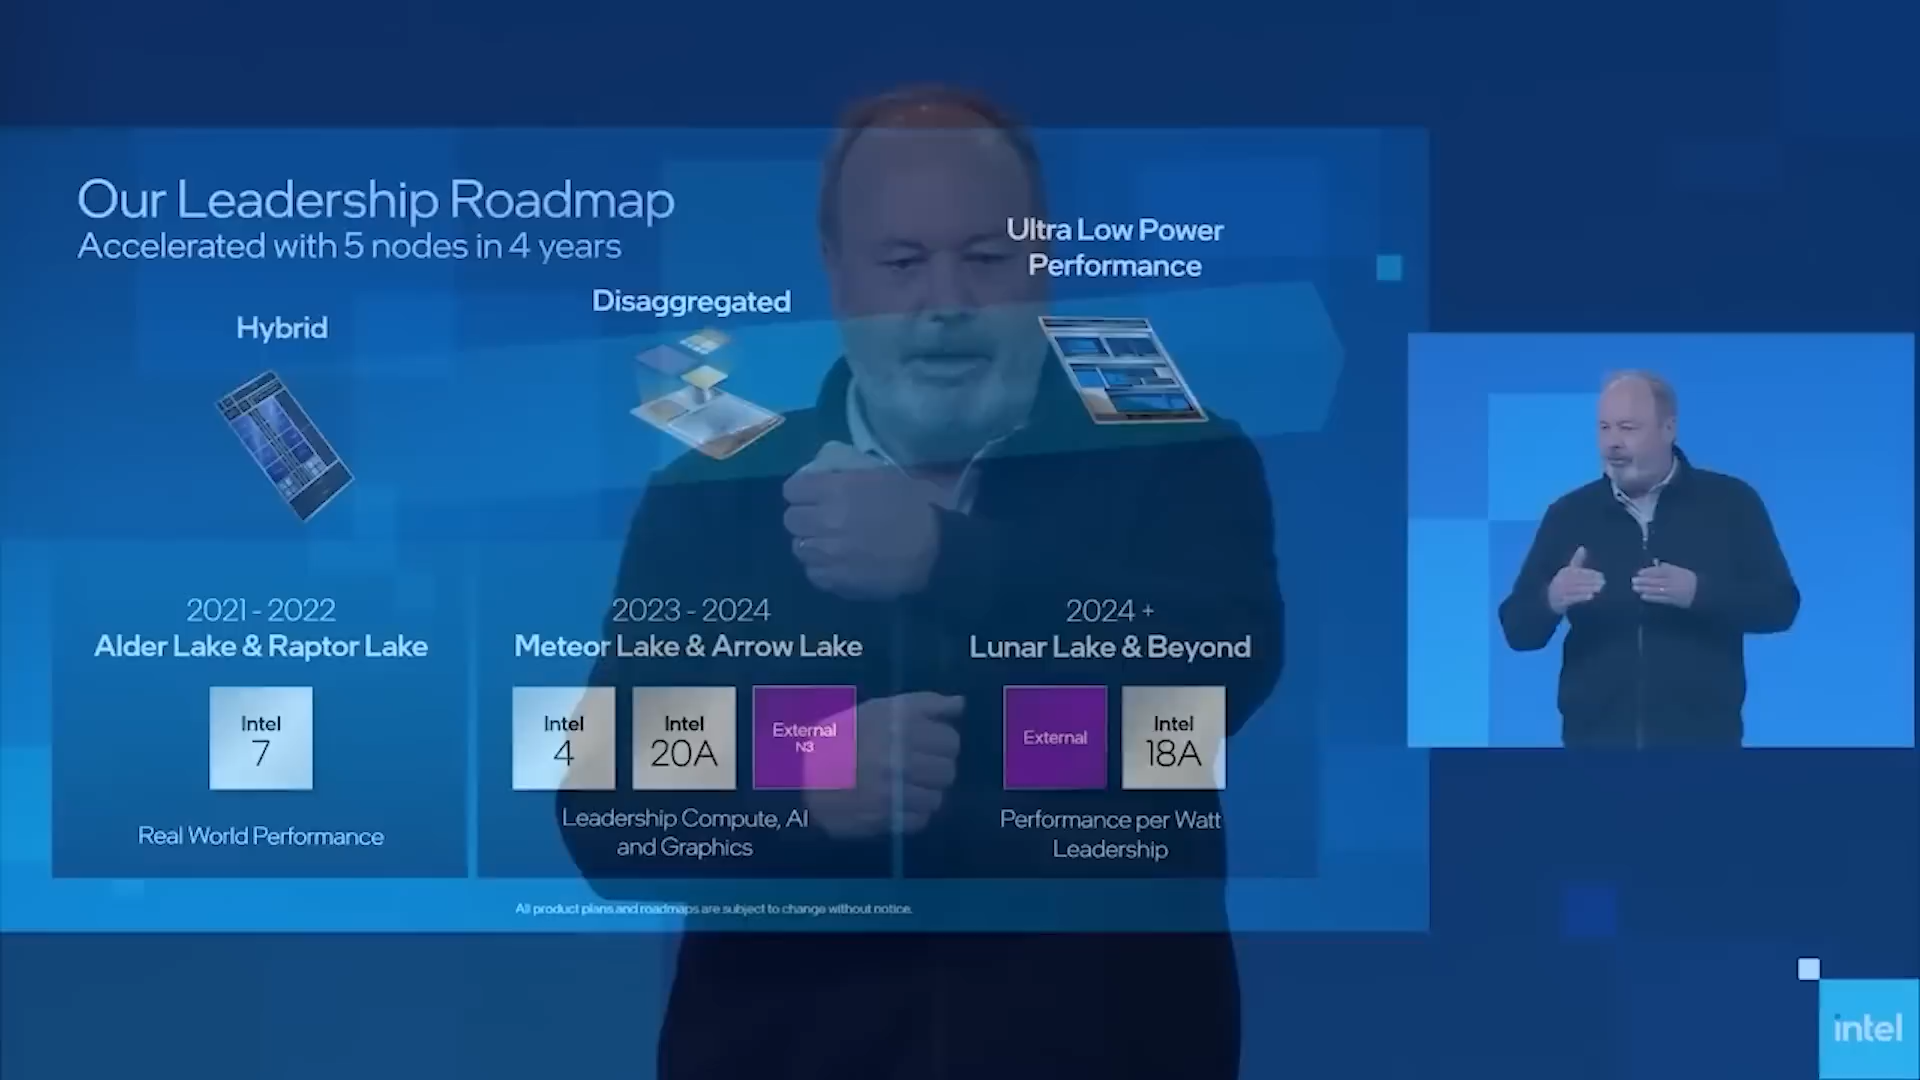 Our Leadership Roadmap
Accelerated with 5 nodes in 4 years
Hybrid
Disaggregated
Ultra Low Power
Performance
2021 - 2022
Alder Lake & Raptor Lake
Intel
7
Real World Performance
2023 - 2024
Meteor Lake & Arrow Lake
Intel
4
Intel
20A
External
N3
Leadership Compute, AI
and Graphics
2024 +
Lunar Lake & Beyond
External
Intel
18A
Performance per Watt
Leadership
All product plans and roadmaps are subject to change without notice.
intel